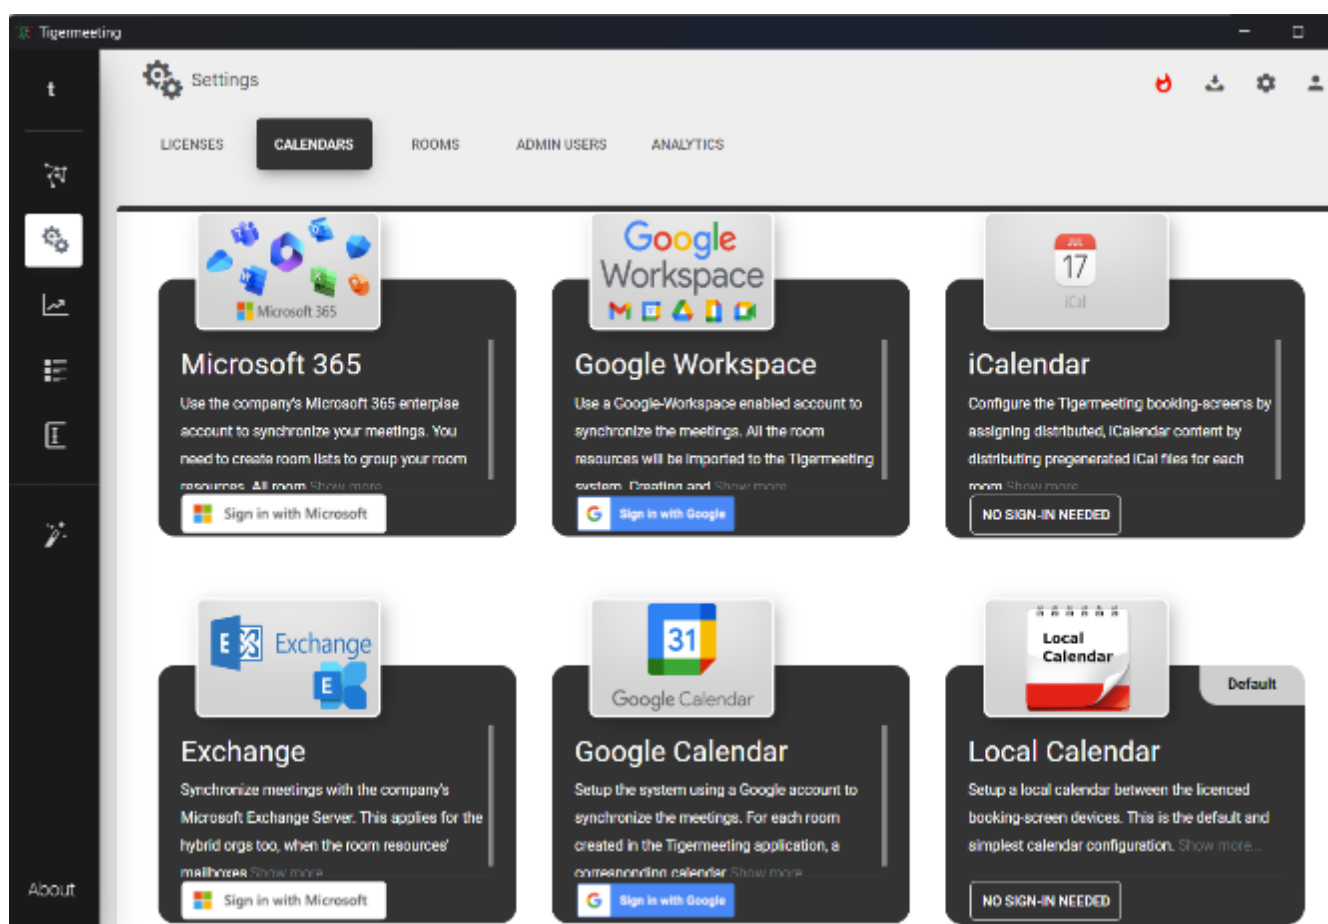 Tigermeeting
t
Settings
LICENSES
CALENDARS
ROOMS
ADMIN USERS
ANALYTICS
Microsoft 365
Microsoft 365
Use the company's Microsoft 365 enterpise
account to synchronize your meetings. You
need to create room lists to group your room
resources. All room Show more
Sign in with Microsoft
Google
Workspace
Google Workspace
Use a Google-Workspace enabled account to
synchronize the meetings. All the room
resources will be imported to the Tigermeeting
system. Creating and Show more
Sign in with Google
JUL
17
iCal
iCalendar
Configure the Tigermeeting booking-screens by
assigning distributed, iCalendar content by
distributing pregenerated iCal files for each
room Show more
NO SIGN-IN NEEDED
E Exchange
E
Exchange
Synchronize meetings with the company's
Microsoft Exchange Server. This applies for the
hybrid orgs too, when the room resources'
mailboxes Show more
Sign in with Microsoft
31
Google Calendar
Google Calendar
Setup the system using a Google account to
synchronize the meetings. For each room
created in the Tigermeeting application, a
corresponding calendar Show more
Sign in with Google
Local
Calendar
Default
Local Calendar
Setup a local calendar between the licenced
booking-screen devices. This is the default and
simplest calendar configuration. Show more...
NO SIGN-IN NEEDED
About